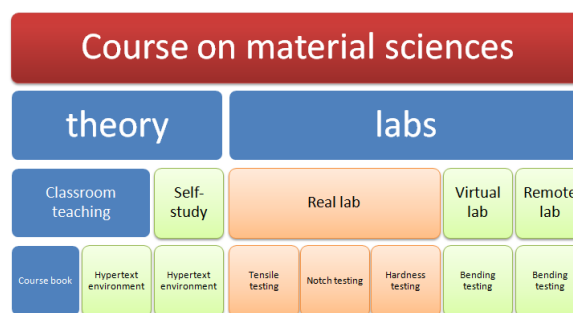 Course on material sciences
theory
labs
Classroom
teaching
Self-
study
Real lab
Virtual
lab
Remote
lab
Course book
Hypertext
environment
Hypertext
environment
Tensile
testing
Notch testing
Hardness
testing
Bending
testing
Bending
testing